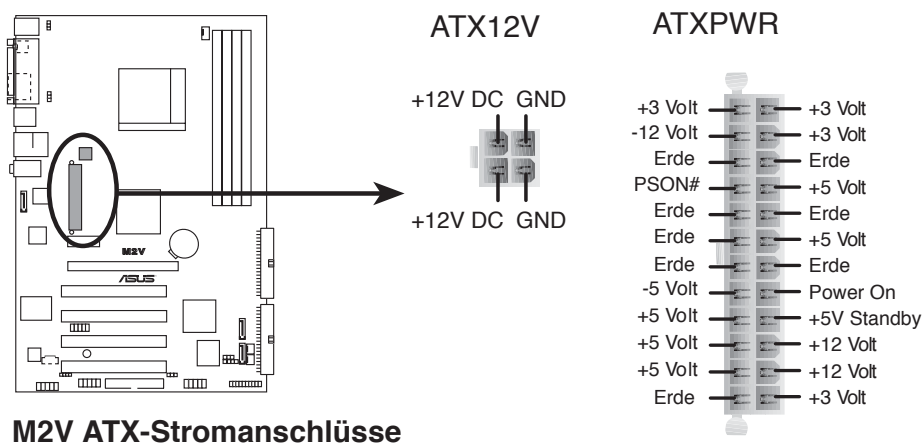 ATX12V
ATXPWR
+12V DC GND
+12V DC GND
+3 Volt +3 Volt
-12 Volt +3 Volt
Erde Erde
PSON# +5 Volt
Erde Erde
Erde +5 Volt
Erde Erde
-5 Volt Power On
+5 Volt +5V Standby
+5 Volt +12 Volt
+5 Volt +12 Volt
Erde +3 Volt
M2V
ASUS
M2V ATX-Stromanschlüsse